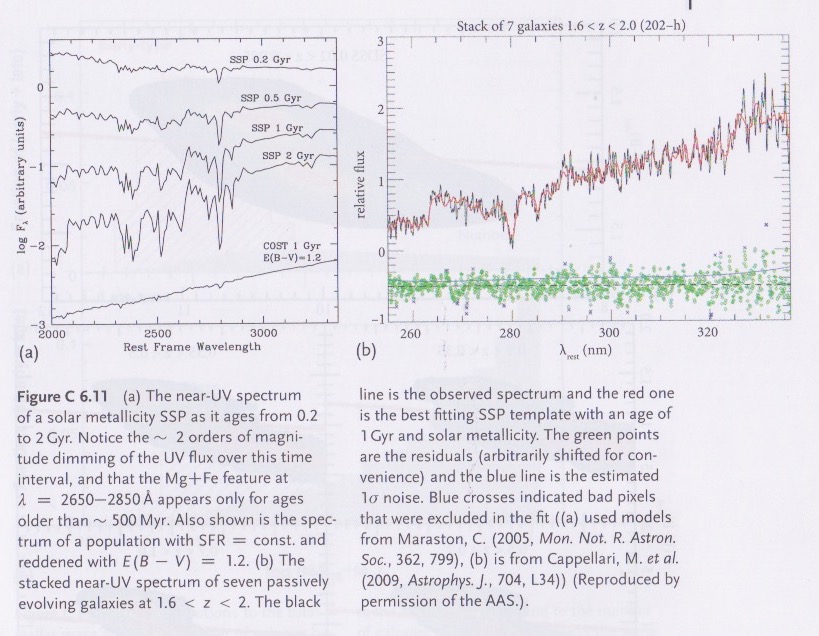 Stack of 7 galaxies 1.6 < z < 2.0 (202-h)
SSP 0.2 Gyr
SSP 0.5 Gyr
SSP 1 Gyr
SSP 2 Gyr
COST 1 Gyr
E(B-V)=1.2
log Fλ (arbitrary units)
0
-1
-2
-3
2000
2500
3000
Rest Frame Wavelength
(a)
relative flux
3
2
1
0
-1
260
280
300
320
λrest (nm)
(b)
Figure C 6.11 (a) The near-UV spectrum
of a solar metallicity SSP as it ages from 0.2
to 2 Gyr. Notice the ~ 2 orders of magni-
tude dimming of the UV flux over this time
interval, and that the Mg+Fe feature at
λ = 2650–2850 Å appears only for ages
older than ~ 500 Myr. Also shown is the spec-
trum of a population with SFR = const. and
reddened with E(B − V) = 1.2. (b) The
stacked near-UV spectrum of seven passively
evolving galaxies at 1.6 < z < 2. The black
line is the observed spectrum and the red one
is the best fitting SSP template with an age of
1 Gyr and solar metallicity. The green points
are the residuals (arbitrarily shifted for con-
venience) and the blue line is the estimated
1σ noise. Blue crosses indicated bad pixels
that were excluded in the fit ((a) used models
from Maraston, C. (2005, Mon. Not. R. Astron.
Soc., 362, 799), (b) is from Cappellari, M. et al.
(2009, Astrophys. J., 704, L34)) (Reproduced by
permission of the AAS.).